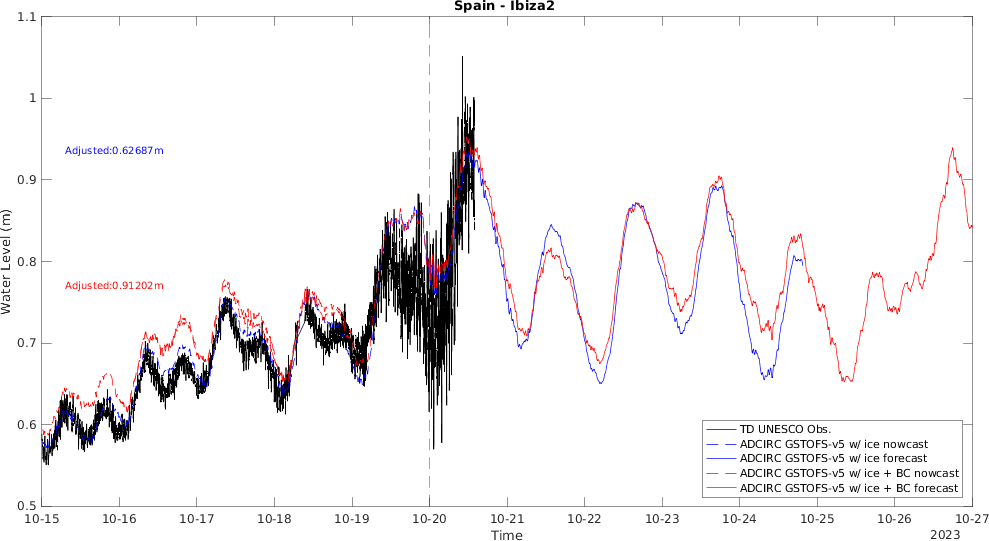 Spain - Ibiza2
1.1
1
0.9
0.8
0.7
0.6
0.5
Water Level (m)
Adjusted:0.62687m
Adjusted:0.91202m
TD UNESCO Obs.
ADCIRC GSTOFS-v5 w/ ice nowcast
ADCIRC GSTOFS-v5 w/ ice forecast
ADCIRC GSTOFS-v5 w/ ice + BC nowcast
ADCIRC GSTOFS-v5 w/ ice + BC forecast
10-15 10-16 10-17 10-18 10-19 10-20 10-21 10-22 10-23 10-24 10-25 10-26 10-27
Time
2023